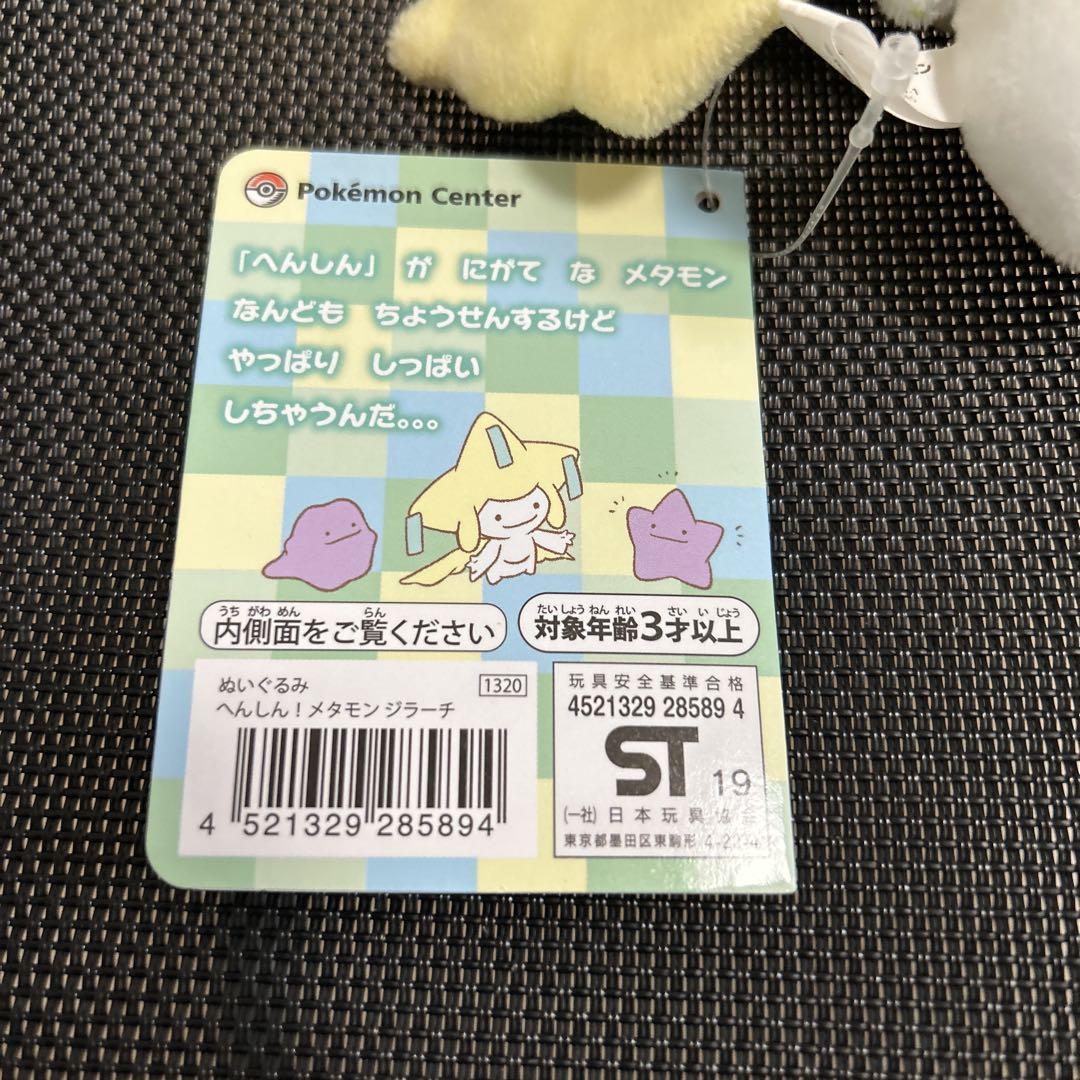 Pokémon Center
「へんしん」 が にがて な メタモン
なんども ちょうせんするけど
やっぱり しっぱい
しちゃうんだ。。。
うち がわ めん らん
内側面をご覧ください
たいしょう ねん れい さい い じょう
対象年齢3才以上
ぬいぐるみ 1320
へんしん！メタモン ジラーチ
4 521329 285894
玩具安全基準合格
4521329 28589 4
ST 19
(一社) 日本玩具協会
東京都墨田区東駒形